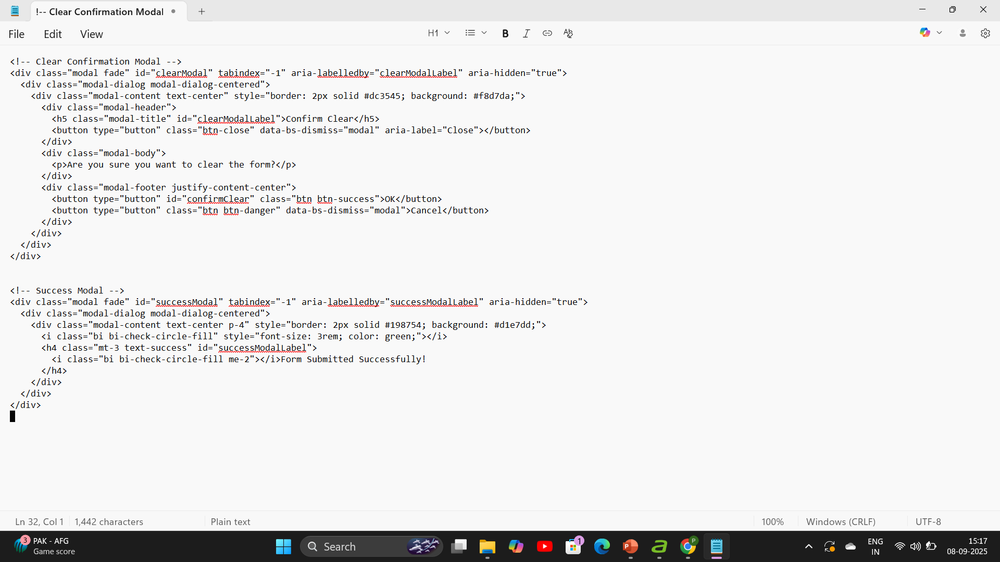 !-- Clear Confirmation Modal
File Edit View
H1
<!-- Clear Confirmation Modal -->
<div class="modal fade" id="clearModal" tabindex="-1" aria-labelledby="clearModalLabel" aria-hidden="true">
  <div class="modal-dialog modal-dialog-centered">
    <div class="modal-content text-center" style="border: 2px solid #dc3545; background: #f8d7da;">
      <div class="modal-header">
        <h5 class="modal-title" id="clearModalLabel">Confirm Clear</h5>
        <button type="button" class="btn-close" data-bs-dismiss="modal" aria-label="Close"></button>
      </div>
      <div class="modal-body">
        <p>Are you sure you want to clear the form?</p>
      </div>
      <div class="modal-footer justify-content-center">
        <button type="button" id="confirmClear" class="btn btn-success">OK</button>
        <button type="button" class="btn btn-danger" data-bs-dismiss="modal">Cancel</button>
      </div>
    </div>
  </div>
</div>
<!-- Success Modal -->
<div class="modal fade" id="successModal" tabindex="-1" aria-labelledby="successModalLabel" aria-hidden="true">
  <div class="modal-dialog modal-dialog-centered">
    <div class="modal-content text-center p-4" style="border: 2px solid #198754; background: #d1e7dd;">
      <i class="bi bi-check-circle-fill" style="font-size: 3rem; color: green;"></i>
      <h4 class="mt-3 text-success" id="successModalLabel">
        <i class="bi bi-check-circle-fill me-2"></i>Form Submitted Successfully!
      </h4>
    </div>
  </div>
</div>
Ln 32, Col 1 1,442 characters Plain text 100% Windows (CRLF) UTF-8
3 PAK - AFG
Game score
Search
1
P
ENG
IN
15:17
08-09-2025